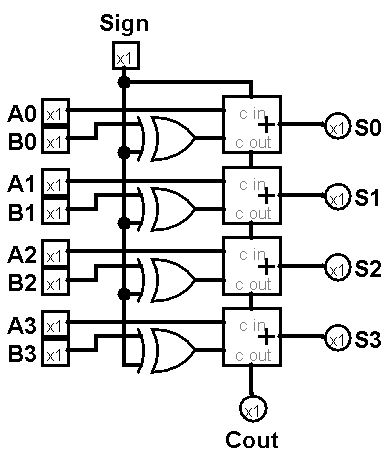 Sign
x1
A0 x1 c in
B0 x1 + x1 S0
c out
A1 x1 c in
B1 x1 + x1 S1
c out
A2 x1 c in
B2 x1 + x1 S2
c out
A3 x1 c in
B3 x1 + x1 S3
c out
x1
Cout